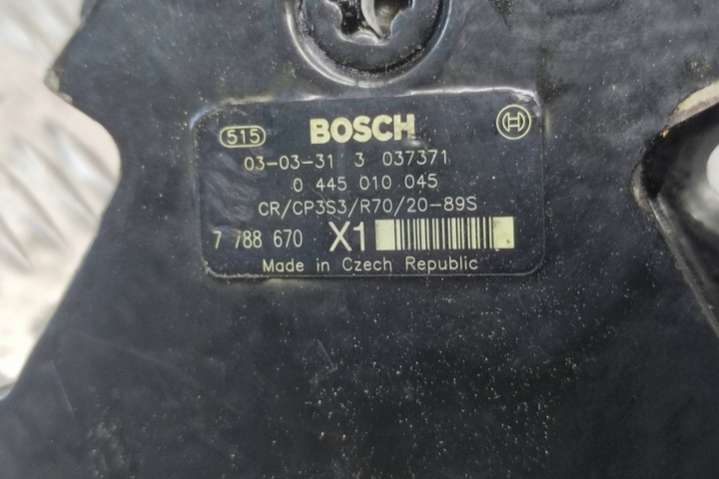 515 BOSCH
03-03-31 3 037371
0 445 010 045
CR/CP3S3/R70/20-89S
7 788 670 X1
Made in Czech Republic